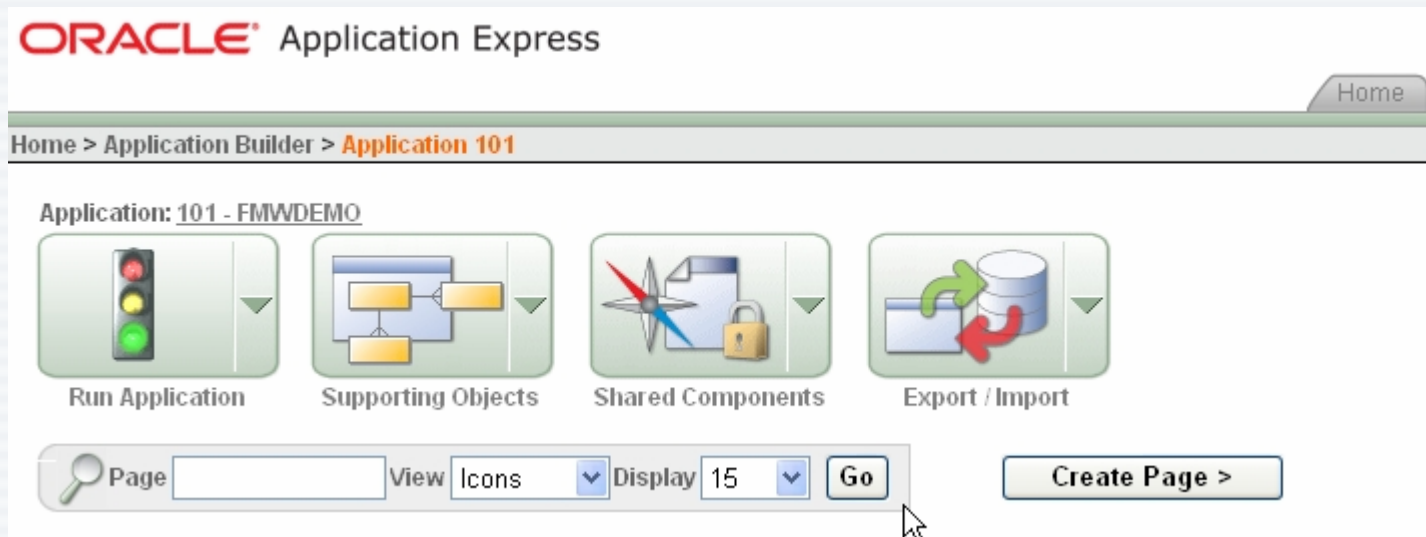 ORACLE Application Express
Home
Home > Application Builder > Application 101
Application: 101 - FMWDEMO
Run Application Supporting Objects Shared Components Export / Import
Page View Icons Display 15 Go Create Page >